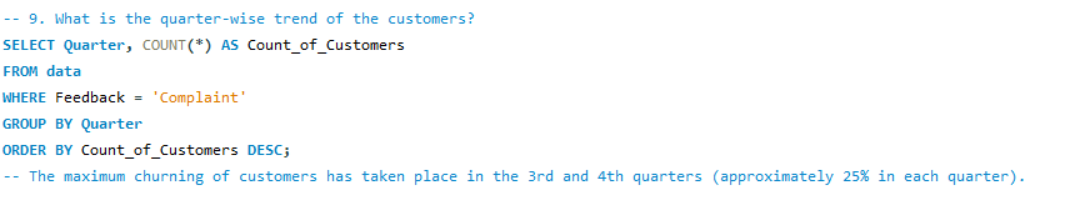 -- 9. What is the quarter-wise trend of the customers?
SELECT Quarter, COUNT(*) AS Count_of_Customers
FROM data
WHERE Feedback = 'Complaint'
GROUP BY Quarter
ORDER BY Count_of_Customers DESC;
-- The maximum churning of customers has taken place in the 3rd and 4th quarters (approximately 25% in each quarter).